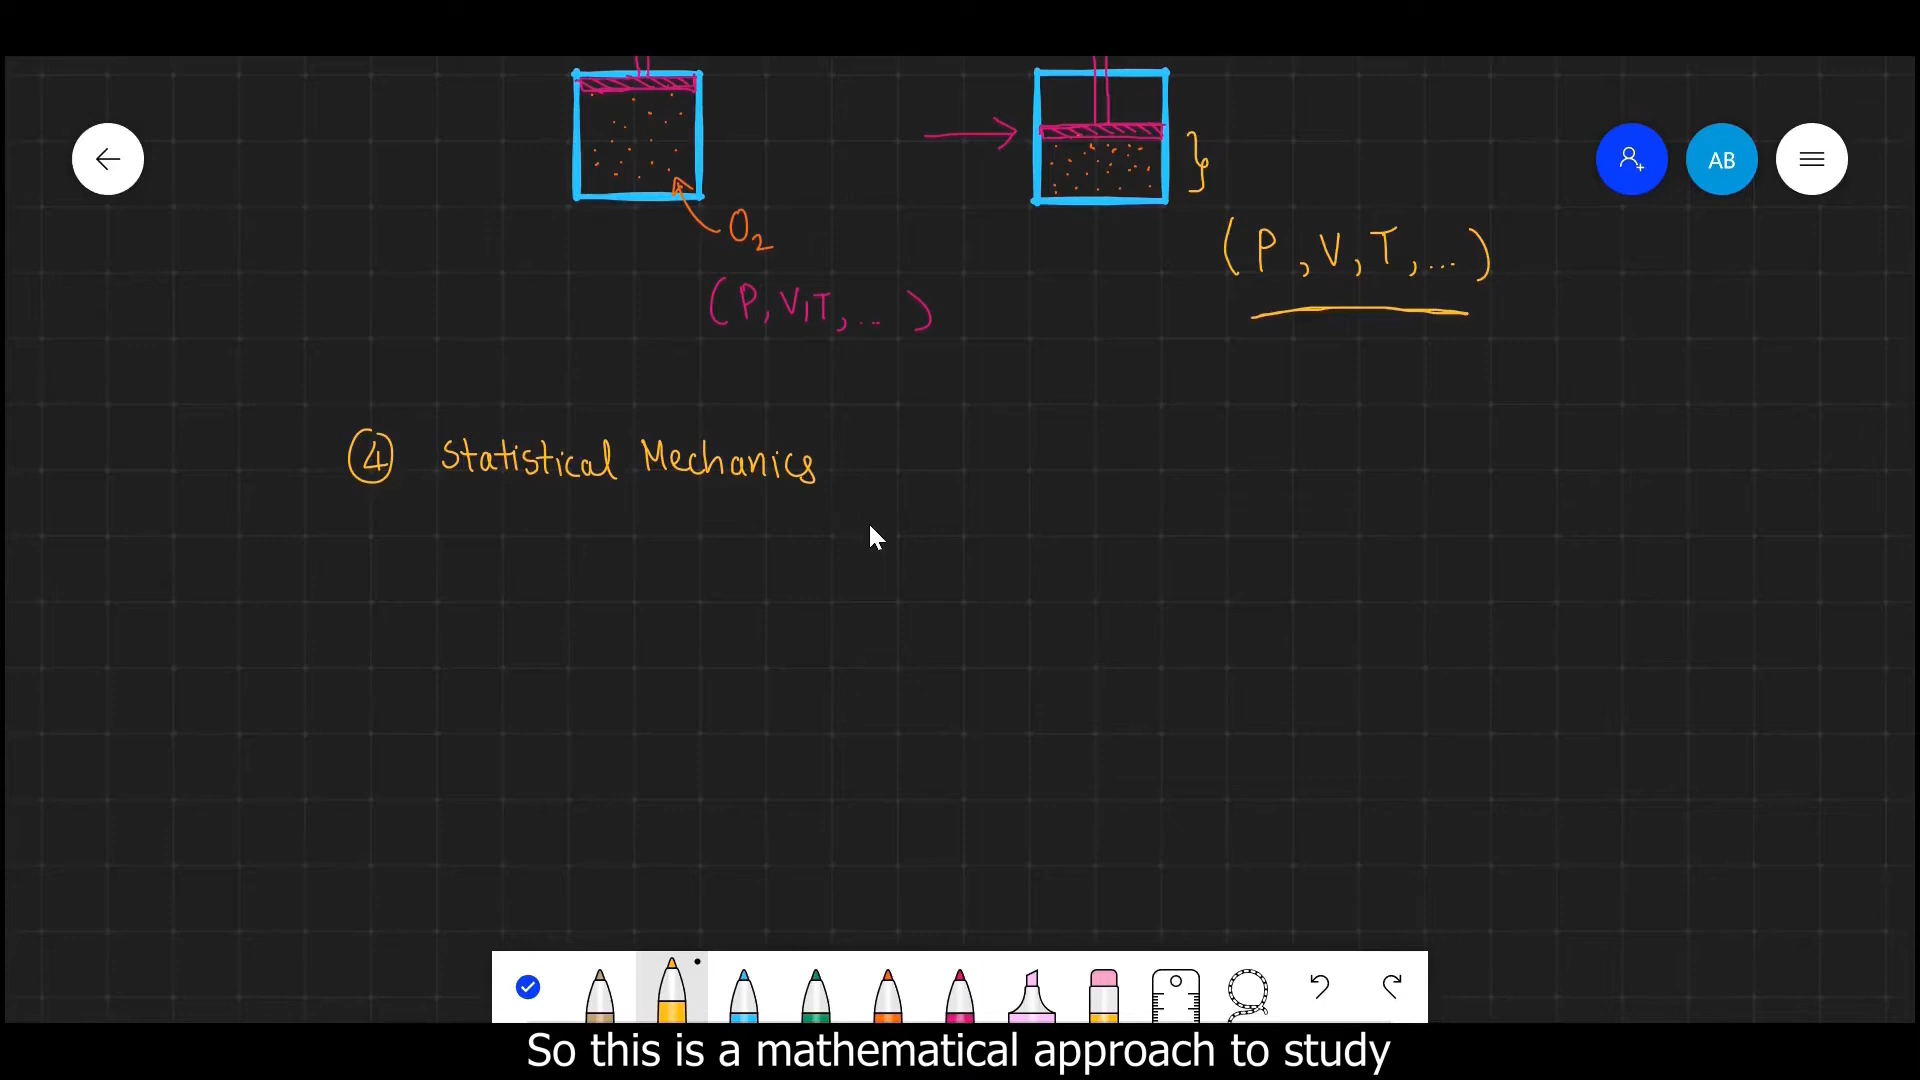 AB
O₂
(P, V, T, ...)
(P, V, T, ...)
④ Statistical Mechanics
So this is a mathematical approach to study